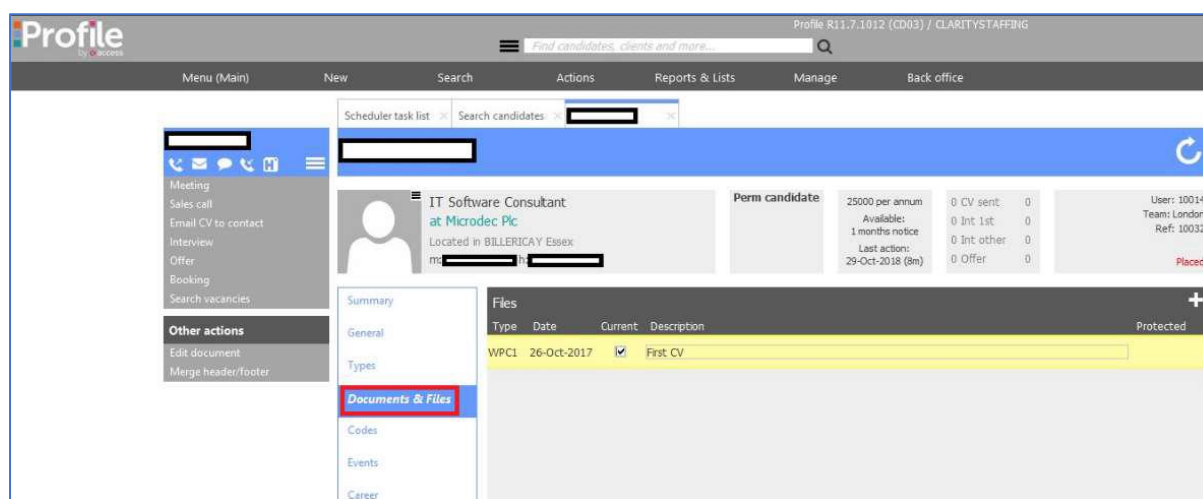 Profile R11.7.1012 (CD03) / CLARITYSTAFFING
Profile
by access
Find candidates, clients and more...
Menu (Main) New Search Actions Reports & Lists Manage Back office
Scheduler task list × Search candidates × ×
Meeting
Sales call
Email CV to contact
Interview
Offer
Booking
Search vacancies
Other actions
Edit document
Merge header/footer
IT Software Consultant
at Microdec Plc
Located in BILLERICAY Essex
m: h:
Perm candidate
25000 per annum
Available:
1 months notice
Last action:
29-Oct-2018 (8m)
0 CV sent 0
0 Int 1st 0
0 Int other 0
0 Offer 0
User: 10014
Team: London
Ref: 10032
Placed
Summary
General
Types
Documents & Files
Codes
Events
Career
Files
Type Date Current Description Protected
WPC1 26-Oct-2017 First CV